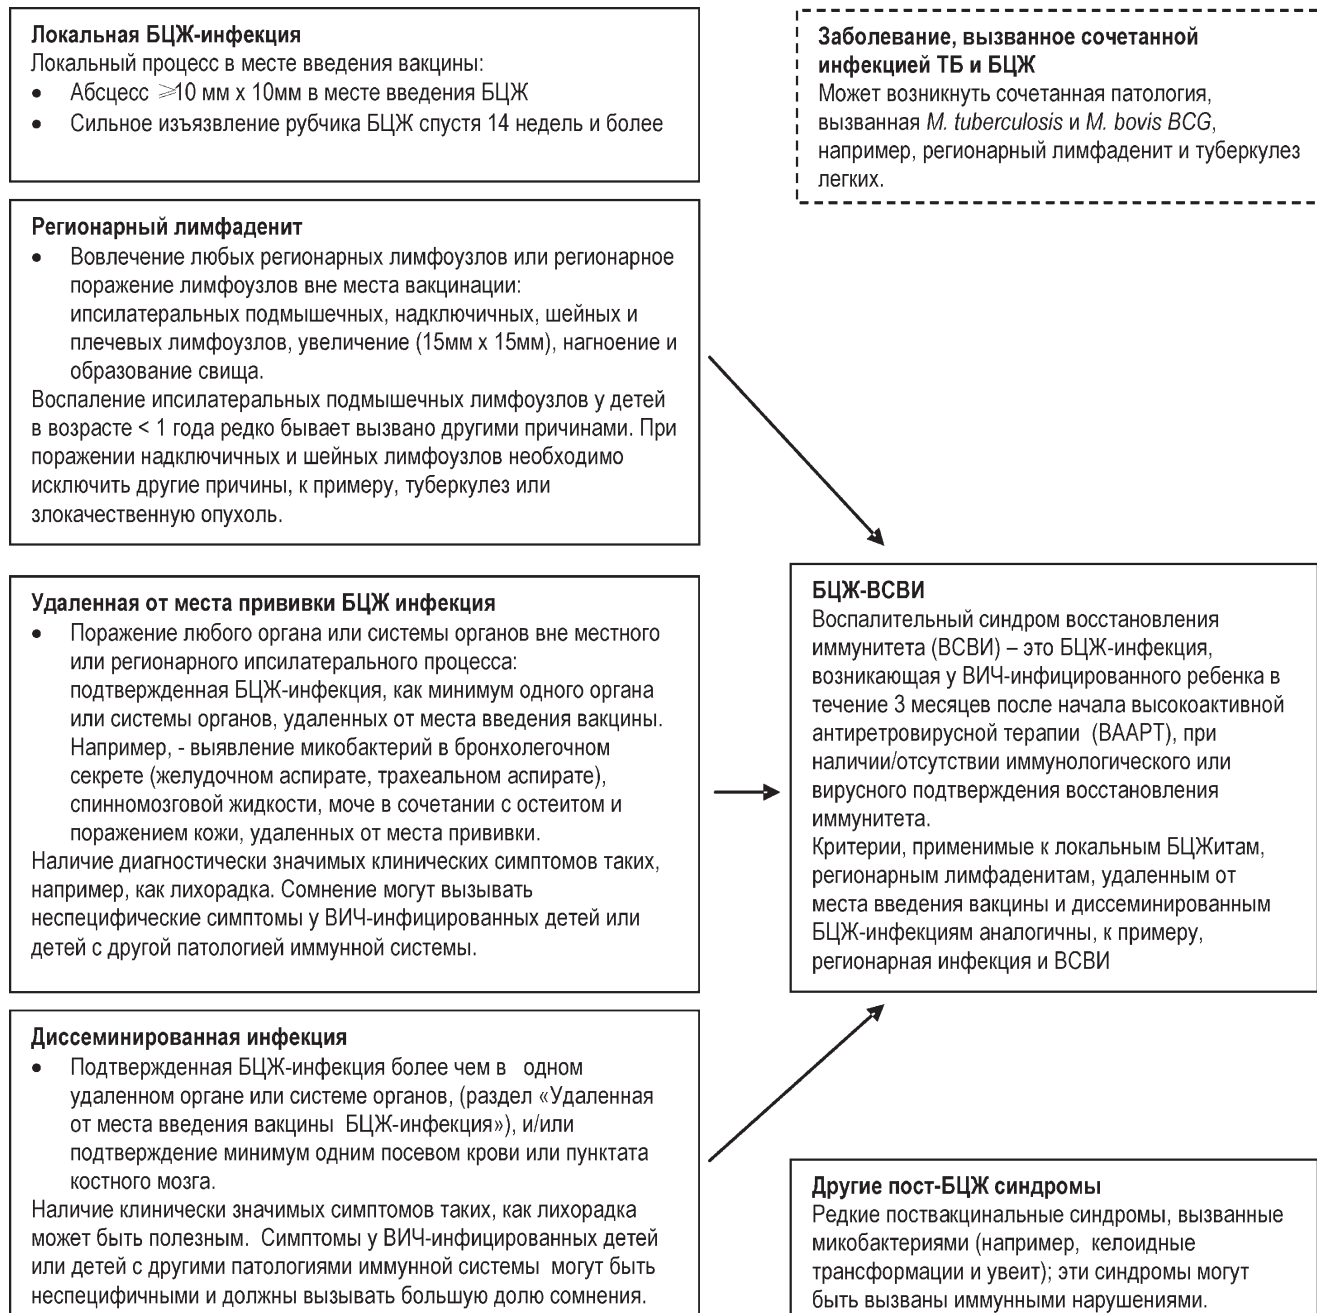 Локальная БЦЖ-инфекция
Локальный процесс в месте введения вакцины:
• Абсцесс ⩾10 мм х 10мм в месте введения БЦЖ
• Сильное изъязвление рубчика БЦЖ спустя 14 недель и более
Заболевание, вызванное сочетанной
инфекцией ТБ и БЦЖ
Может возникнуть сочетанная патология,
вызванная M. tuberculosis и M. bovis BCG,
например, регионарный лимфаденит и туберкулез
легких.
Регионарный лимфаденит
• Вовлечение любых регионарных лимфоузлов или регионарное
поражение лимфоузлов вне места вакцинации:
ипсилатеральных подмышечных, надключичных, шейных и
плечевых лимфоузлов, увеличение (15мм х 15мм), нагноение и
образование свища.
Воспаление ипсилатеральных подмышечных лимфоузлов у детей
в возрасте < 1 года редко бывает вызвано другими причинами. При
поражении надключичных и шейных лимфоузлов необходимо
исключить другие причины, к примеру, туберкулез или
злокачественную опухоль.
Удаленная от места прививки БЦЖ инфекция
• Поражение любого органа или системы органов вне местного
или регионарного ипсилатерального процесса:
подтвержденная БЦЖ-инфекция, как минимум одного органа
или системы органов, удаленных от места введения вакцины.
Например, - выявление микобактерий в бронхолегочном
секрете (желудочном аспирате, трахеальном аспирате),
спинномозговой жидкости, моче в сочетании с остеитом и
поражением кожи, удаленных от места прививки.
Наличие диагностически значимых клинических симптомов таких,
например, как лихорадка. Сомнение могут вызывать
неспецифические симптомы у ВИЧ-инфицированных детей или
детей с другой патологией иммунной системы.
БЦЖ-ВСВИ
Воспалительный синдром восстановления
иммунитета (ВСВИ) – это БЦЖ-инфекция,
возникающая у ВИЧ-инфицированного ребенка в
течение 3 месяцев после начала высокоактивной
антиретровирусной терапии (ВААРТ), при
наличии/отсутствии иммунологического или
вирусного подтверждения восстановления
иммунитета.
Критерии, применимые к локальным БЦЖитам,
регионарным лимфаденитам, удаленным от
места введения вакцины и диссеминированным
БЦЖ-инфекциям аналогичны, к примеру,
регионарная инфекция и ВСВИ
Диссеминированная инфекция
• Подтвержденная БЦЖ-инфекция более чем в одном
удаленном органе или системе органов, (раздел «Удаленная
от места введения вакцины БЦЖ-инфекция»), и/или
подтверждение минимум одним посевом крови или пунктата
костного мозга.
Наличие клинически значимых симптомов таких, как лихорадка
может быть полезным. Симптомы у ВИЧ-инфицированных детей
или детей с другими патологиями иммунной системы могут быть
неспецифичными и должны вызывать большую долю сомнения.
Другие пост-БЦЖ синдромы
Редкие поствакцинальные синдромы, вызванные
микобактериями (например, келоидные
трансформации и увеит); эти синдромы могут
быть вызваны иммунными нарушениями.